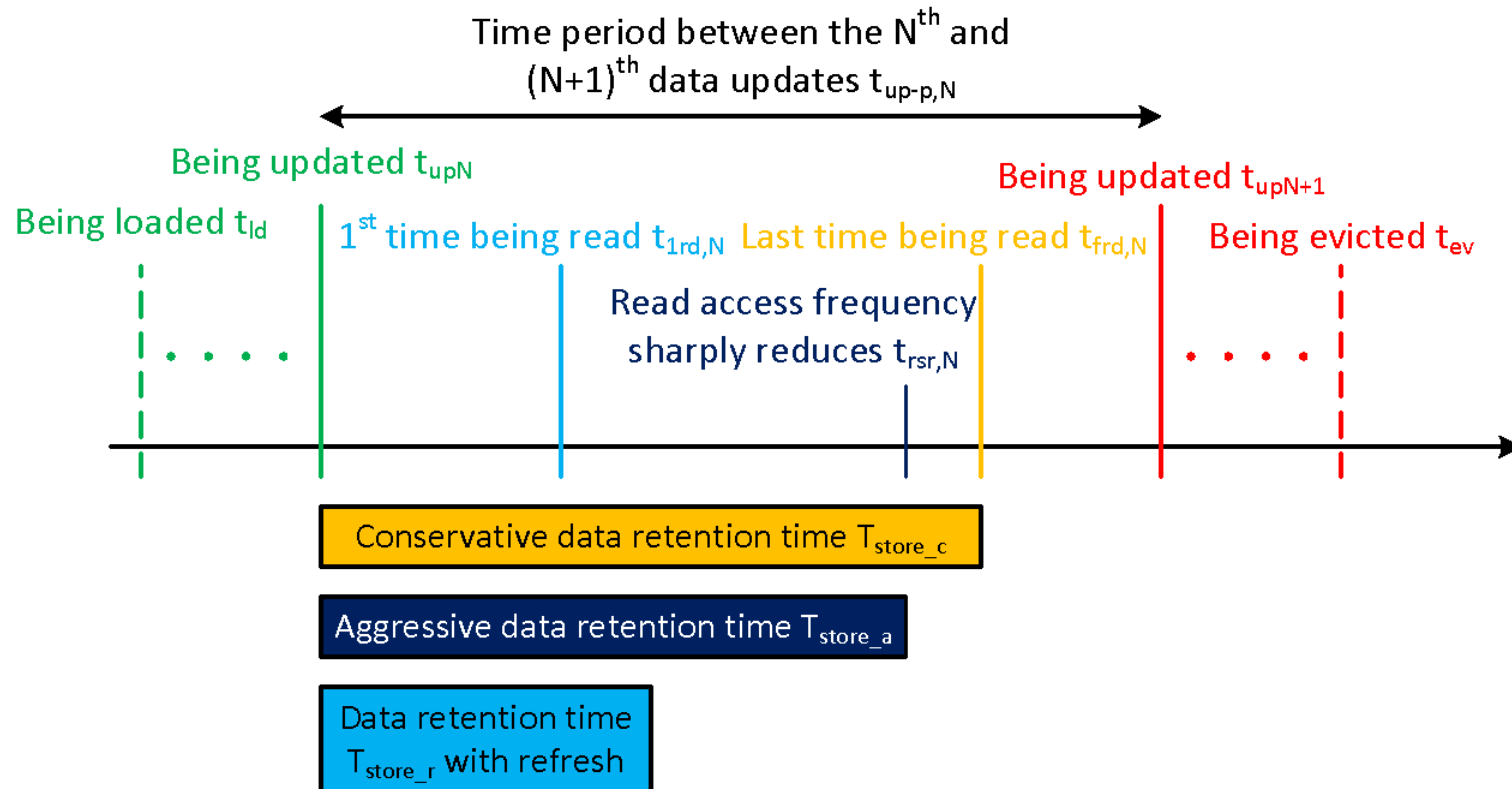 Time period between the Nth and
(N+1)th data updates tup-p,N
Being updated tupN
Being updated tupN+1
Being loaded tld
1st time being read t1rd,N
Last time being read tfrd,N
Being evicted tev
Read access frequency
sharply reduces trsr,N
Conservative data retention time Tstore_c
Aggressive data retention time Tstore_a
Data retention time
Tstore_r with refresh